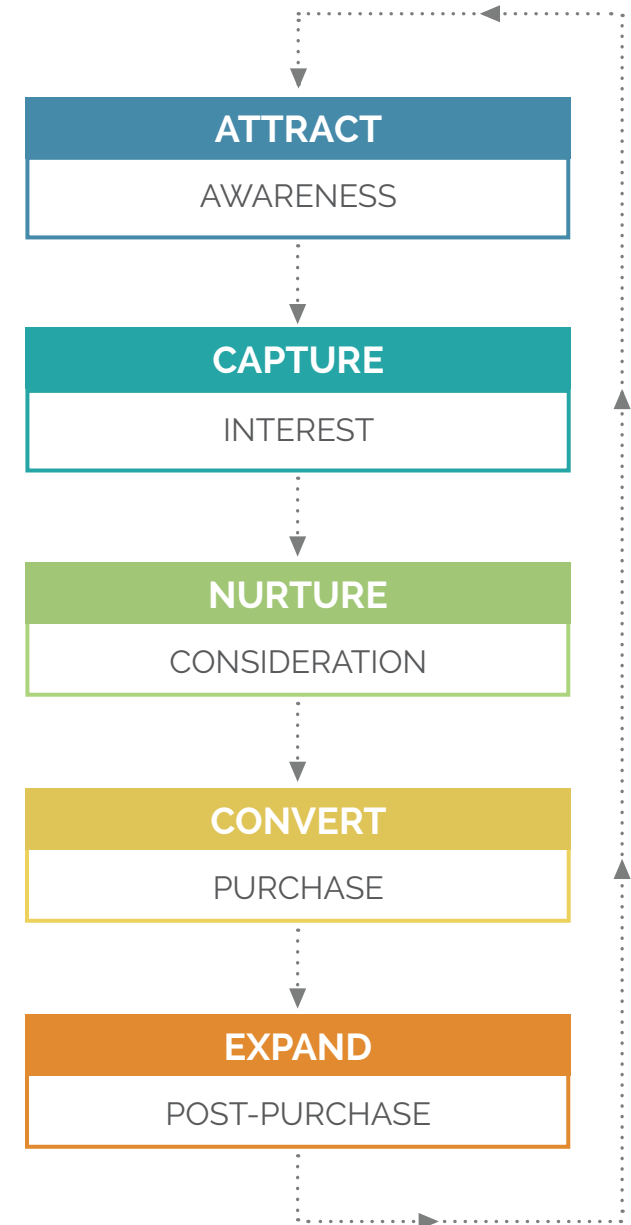 ATTRACT
AWARENESS
CAPTURE
INTEREST
NURTURE
CONSIDERATION
CONVERT
PURCHASE
EXPAND
POST-PURCHASE